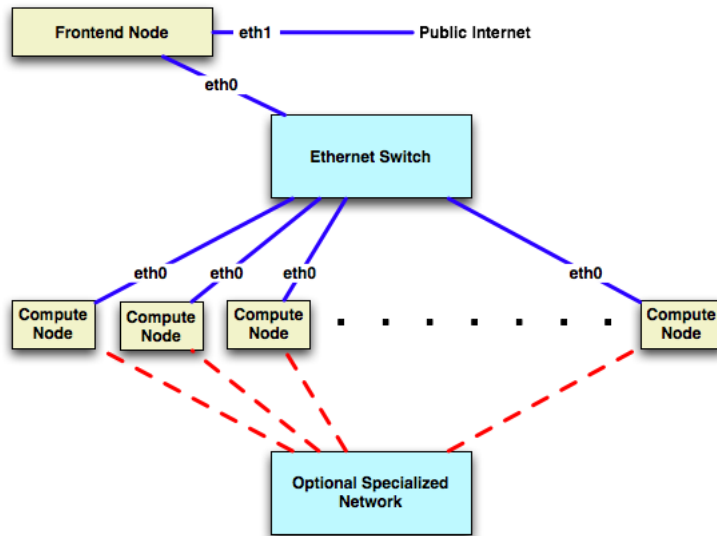 Frontend Node
eth1
Public Internet
eth0
Ethernet Switch
eth0
eth0
eth0
eth0
Compute
Node
Compute
Node
Compute
Node
Compute
Node
Optional Specialized
Network